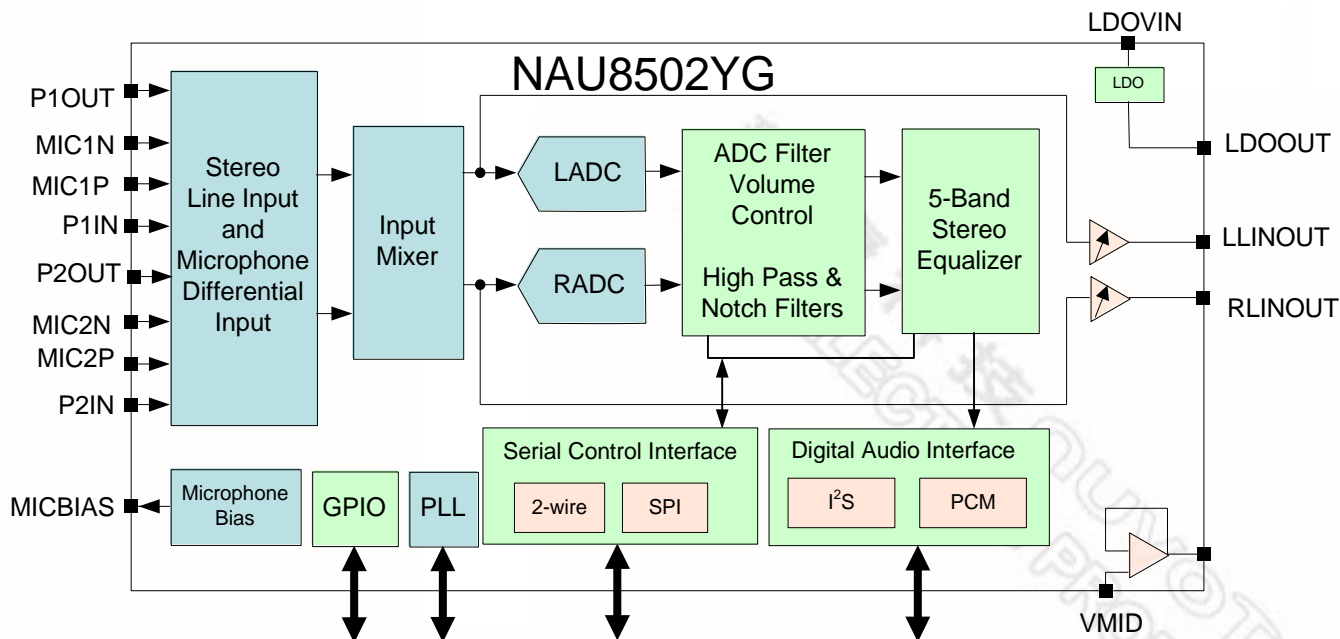 LDOVIN
NAU8502YG
LDO
P1OUT
MIC1N
MIC1P
P1IN
P2OUT
MIC2N
MIC2P
P2IN
Stereo
Line Input
and
Microphone
Differential
Input
Input
Mixer
LADC
RADC
ADC Filter
Volume
Control
High Pass &
Notch Filters
5-Band
Stereo
Equalizer
LDOOUT
LLINOUT
RLINOUT
MICBIAS
Microphone
Bias
GPIO
PLL
Serial Control Interface
2-wire
SPI
Digital Audio Interface
I²S
PCM
VMID